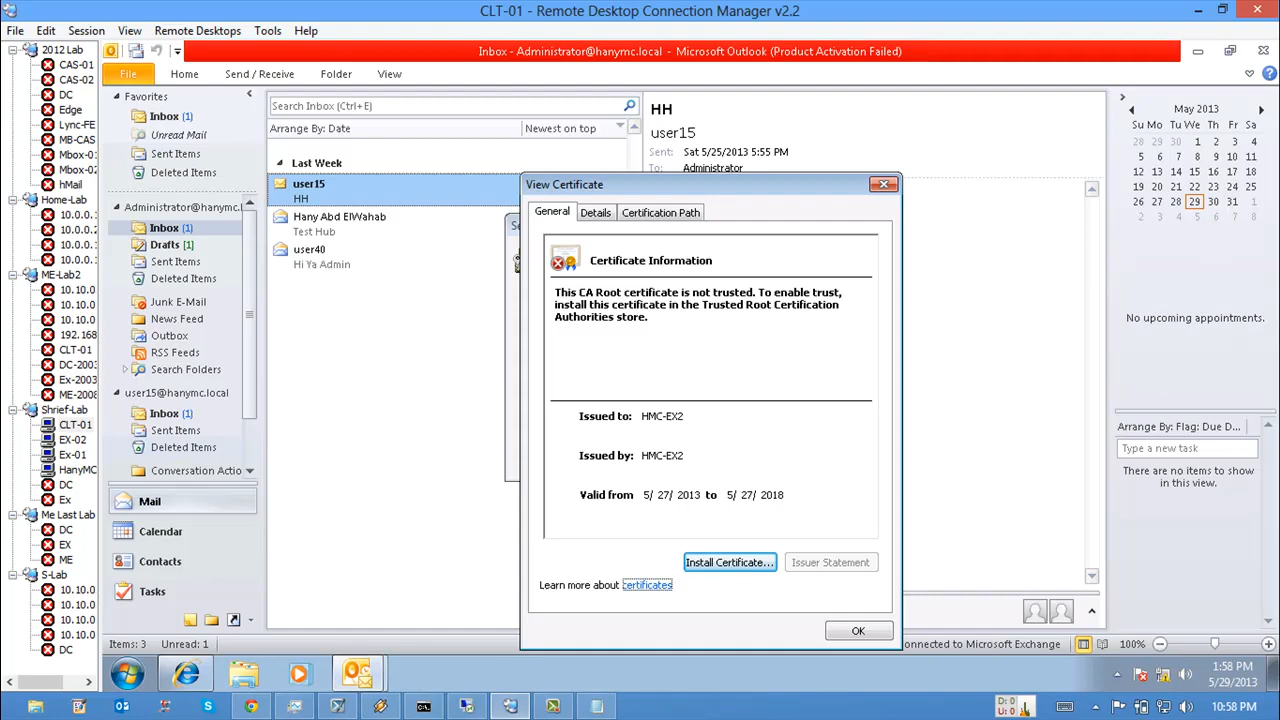 CLT-01 - Remote Desktop Connection Manager v2.2
File Edit Session View Remote Desktops Tools Help
2012 Lab
CAS-01
CAS-02
DC
Edge
Lync-FE
MB-CAS
Mbox-0
Mbox-0
hMail
Home-Lab
10.0.0.
10.0.0.
10.0.0.
10.0.0.
ME-Lab2
10.10.0
10.10.0
10.10.0
192.168
CLT-01
DC-2003
Ex-2003
ME-2008
Shrief-Lab
CLT-01
EX-02
Ex-01
HanyMC
DC
Ex
Me Last Lab
DC
EX
ME
S-Lab
10.10.0
10.10.0
10.10.0
10.10.0
DC
Inbox - Administrator@hanymc.local - Microsoft Outlook (Product Activation Failed)
File Home Send / Receive Folder View
Favorites
Inbox (1)
Unread Mail
Sent Items
Deleted Items
Administrator@hanymc.l
Inbox (1)
Drafts [1]
Sent Items
Deleted Items
Junk E-Mail
News Feed
Outbox
RSS Feeds
Search Folders
user15@hanymc.local
Inbox (1)
Sent Items
Deleted Items
Conversation Actio
Mail
Calendar
Contacts
Tasks
Search Inbox (Ctrl+E)
Arrange By: Date Newest on top
Last Week
user15
HH
Hany Abd ElWahab
Test Hub
user40
Hi Ya Admin
HH
user15
Sent: Sat 5/25/2013 5:55 PM
To: Administrator
Se
View Certificate
General Details Certification Path
Certificate Information
This CA Root certificate is not trusted. To enable trust,
install this certificate in the Trusted Root Certification
Authorities store.
Issued to: HMC-EX2
Issued by: HMC-EX2
Valid from 5/ 27/ 2013 to 5/ 27/ 2018
Install Certificate... Issuer Statement
Learn more about certificates
OK
May 2013
Su Mo Tu We Th Fr Sa
28 29 30 1 2 3 4
5 6 7 8 9 10 11
12 13 14 15 16 17 18
19 20 21 22 23 24 25
26 27 28 29 30 31 1
2 3 4 5 6 7 8
No upcoming appointments.
Arrange By: Flag: Due D...
Type a new task
There are no items to show
in this view.
Items: 3 Unread: 1
onnected to Microsoft Exchange 100%
1:58 PM
5/29/2013
D: 0
U: 0
10:58 PM